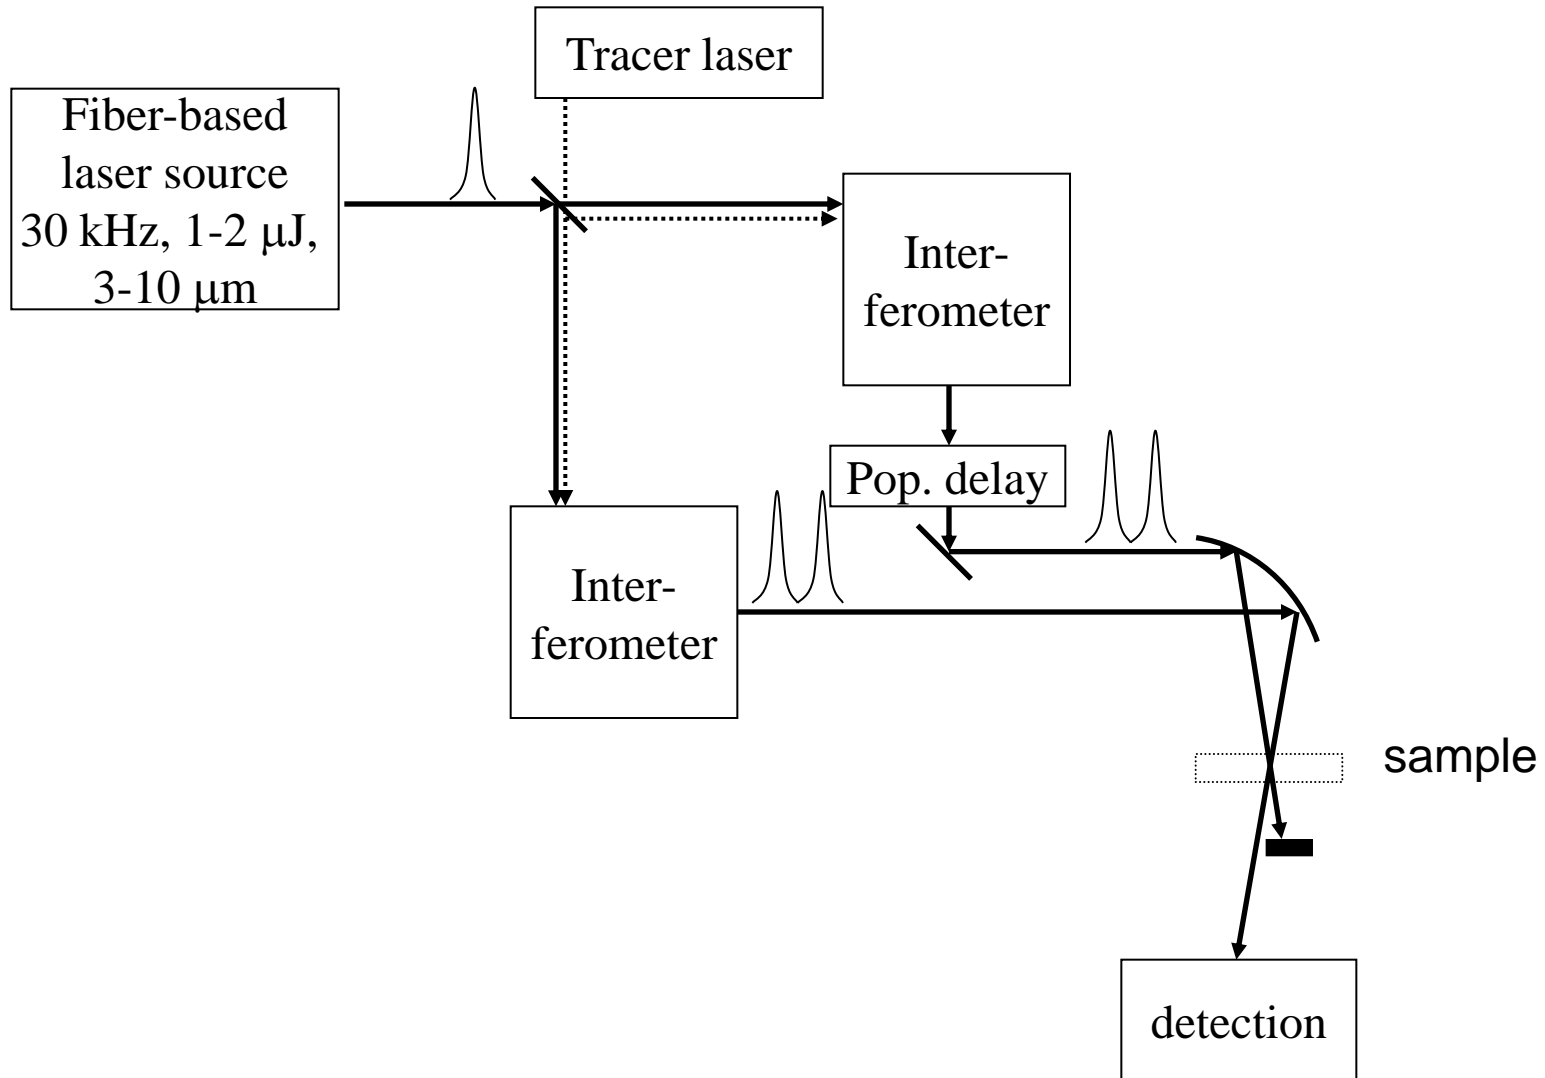 Tracer laser
Fiber-based
laser source
30 kHz, 1-2 μJ,
3-10 μm
Inter-
ferometer
Pop. delay
Inter-
ferometer
sample
detection